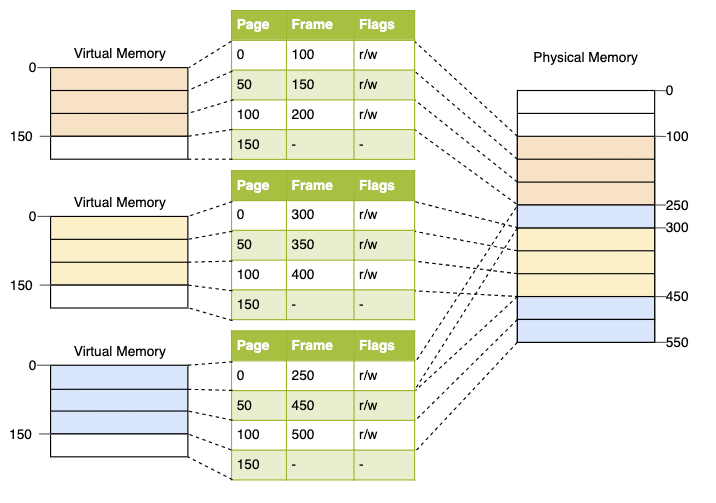 Virtual Memory
0
150
Page Frame Flags
0 100 r/w
50 150 r/w
100 200 r/w
150 - -
Virtual Memory
0
150
Page Frame Flags
0 300 r/w
50 350 r/w
100 400 r/w
150 - -
Virtual Memory
0
150
Page Frame Flags
0 250 r/w
50 450 r/w
100 500 r/w
150 - -
Physical Memory
0
100
250
300
450
550